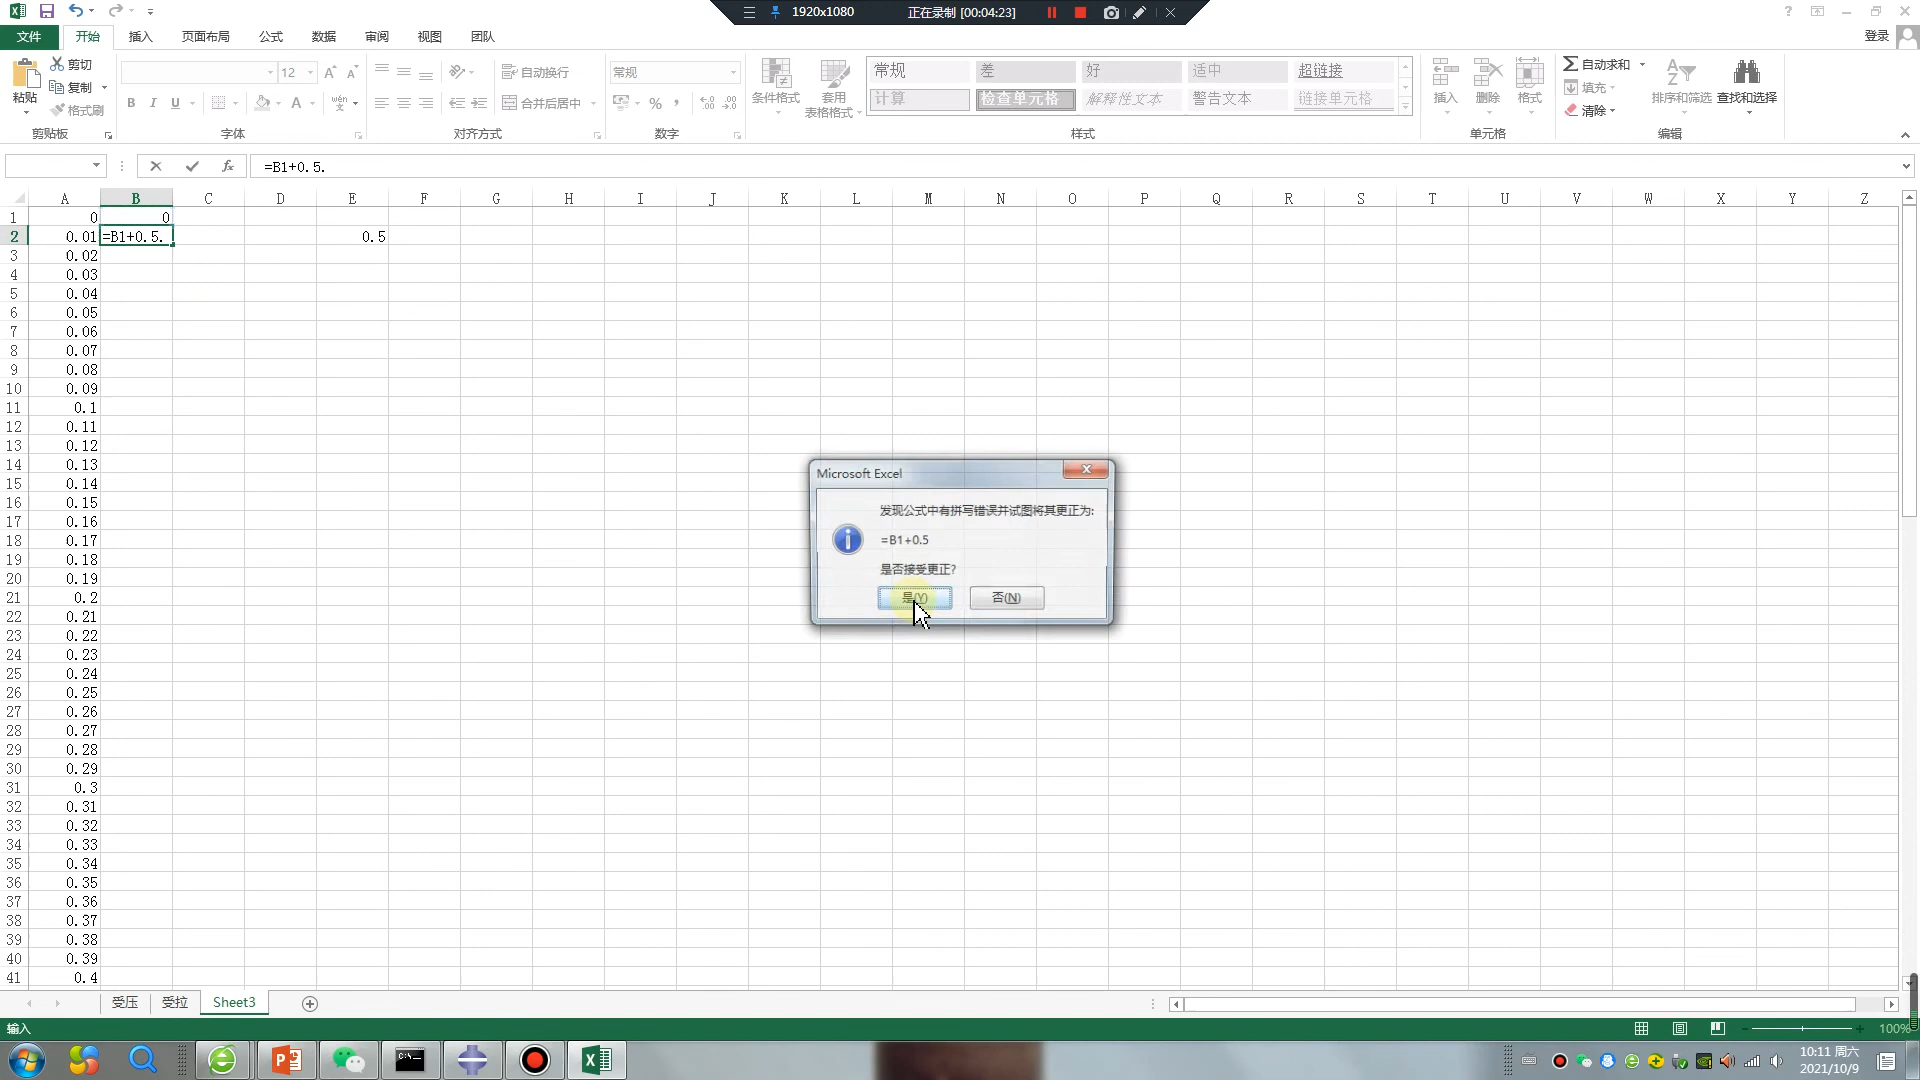 1920x1080 正在录制 [00:04:23]
文件 开始 插入 页面布局 公式 数据 审阅 视图 团队 登录
粘贴 剪切 复制 格式刷 剪贴板
12 B I U A wén 字体
自动换行 合并后居中 对齐方式
常规 % , 数字
条件格式 套用 表格格式
常规 差 好 适中 超链接
计算 检查单元格 解释性文本 警告文本 链接单元格
样式
插入 删除 格式 单元格
自动求和 填充 清除 排序和筛选 查找和选择 编辑
fx =B1+0.5.
A B C D E F G H I J K L M N O P Q R S T U V W X Y Z
1 0 0
2 0.01 =B1+0.5. 0.5
3 0.02
4 0.03
5 0.04
6 0.05
7 0.06
8 0.07
9 0.08
10 0.09
11 0.1
12 0.11
13 0.12
14 0.13
15 0.14
16 0.15
17 0.16
18 0.17
19 0.18
20 0.19
21 0.2
22 0.21
23 0.22
24 0.23
25 0.24
26 0.25
27 0.26
28 0.27
29 0.28
30 0.29
31 0.3
32 0.31
33 0.32
34 0.33
35 0.34
36 0.35
37 0.36
38 0.37
39 0.38
40 0.39
41 0.4
Microsoft Excel
发现公式中有拼写错误并试图将其更正为:
=B1+0.5
是否接受更正?
是(Y) 否(N)
受压 受拉 Sheet3
输入 100%
10:11 周六
2021/10/9